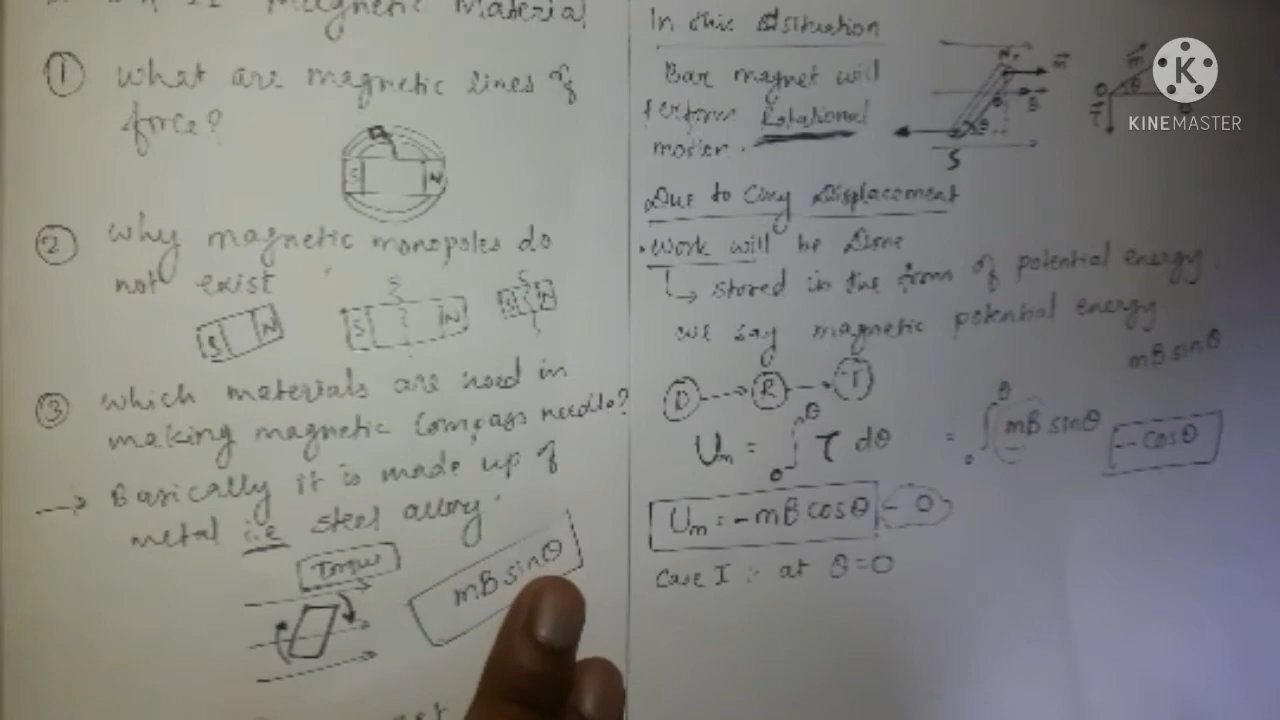 Magnetic Material
① What are magnetic lines of
force?
S N
② Why magnetic monopoles do
not exist
S N S N S N
③ Which materials are used in
making magnetic compass needle?
→ Basically it is made up of
metal i.e steel alloy.
Torque
mB sinθ
In this situation
Bar magnet will
perform Rotational
motion.
S
Due to any Displacement
• Work will be Done
↳ stored in the form of potential energy
we say magnetic potential energy
mB sinθ
D → R → T
Um = ∫ τ dθ = ∫ mB sinθ
- cosθ
Um = -mB cosθ
Case I :- at θ=0
K
KINEMASTER